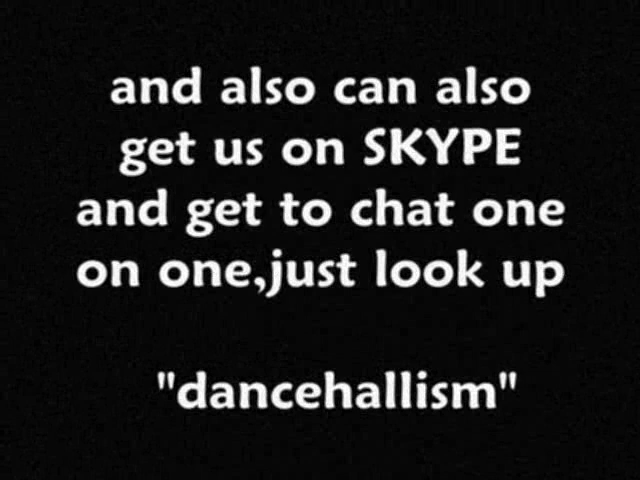 and also can also
get us on SKYPE
and get to chat one
on one,just look up
"dancehallism"